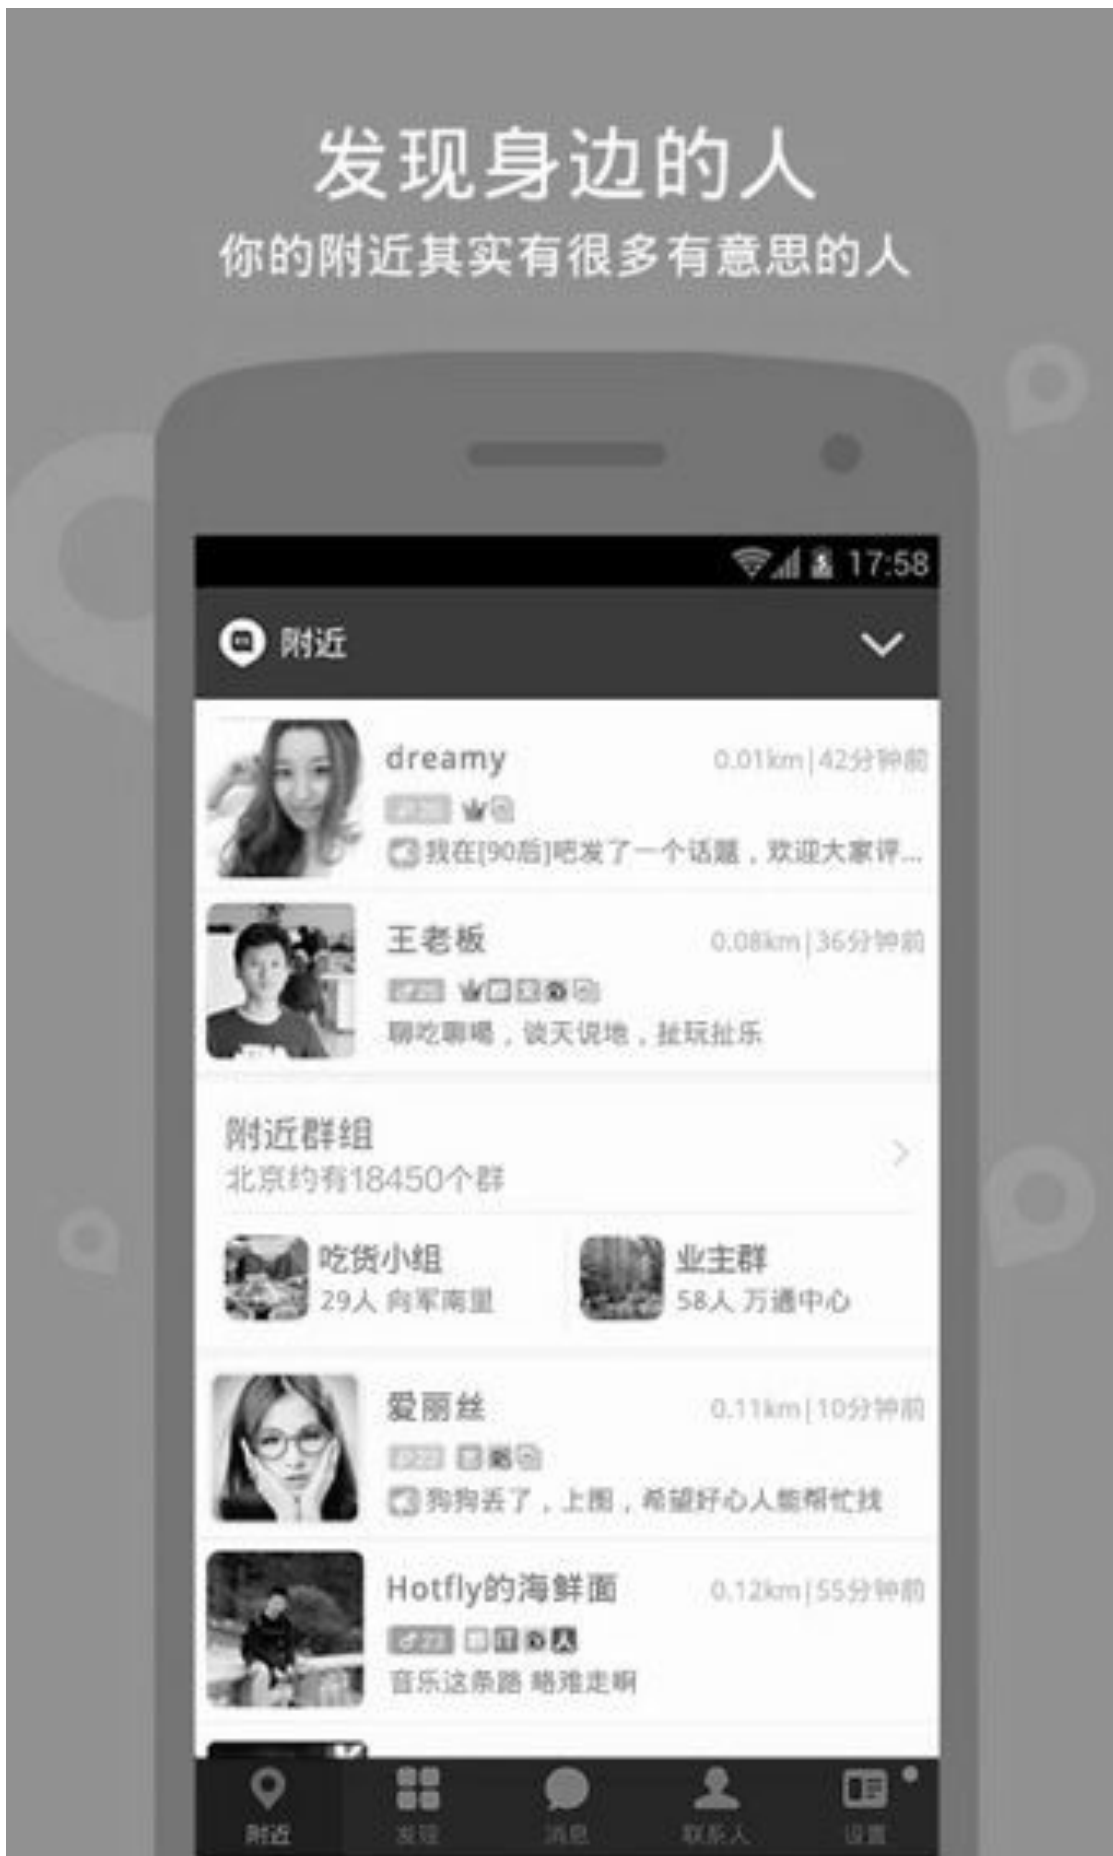 发现身边的人
你的附近其实有很多有意思的人
17:58
附近
dreamy 0.01km|42分钟前
我在[90后]吧发了一个话题，欢迎大家评...
王老板 0.08km|36分钟前
聊吃聊喝，谈天说地，扯玩扯乐
附近群组
北京约有18450个群
吃货小组 业主群
29人 向军南里 58人 万通中心
爱丽丝 0.11km|10分钟前
22
狗狗丢了，上图，希望好心人能帮忙找
Hotfly的海鲜面 0.12km|55分钟前
23 IT 人
音乐这条路 略难走啊
附近 发现 消息 联系人 设置